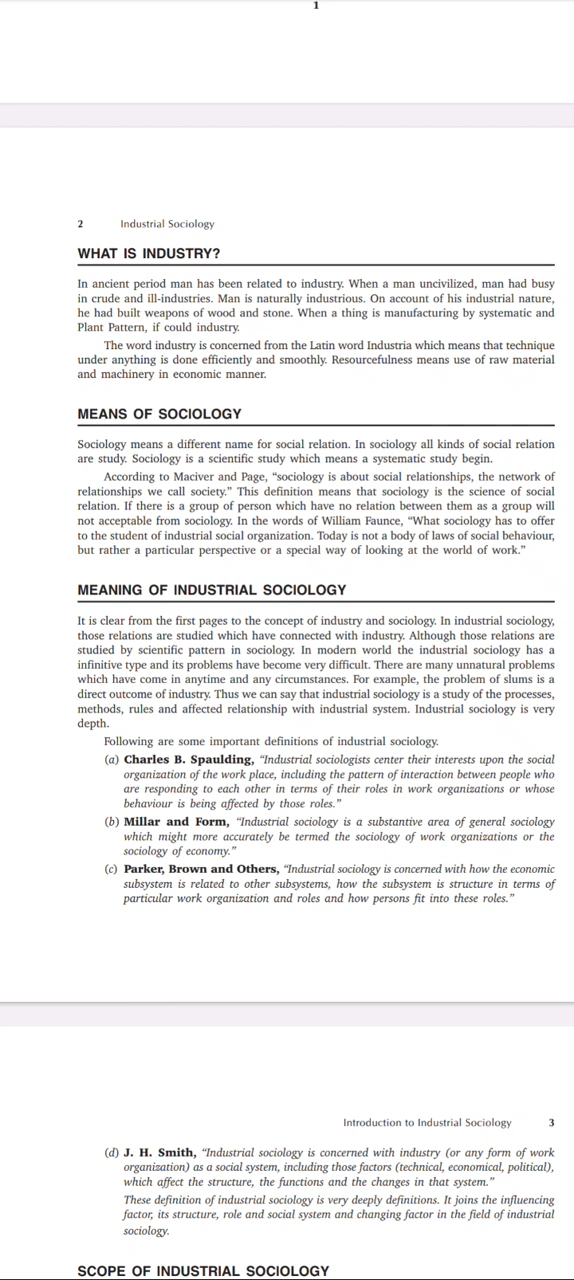 1
2 Industrial Sociology
WHAT IS INDUSTRY?
In ancient period man has been related to industry. When a man uncivilized, man had busy
in crude and ill-industries. Man is naturally industrious. On account of his industrial nature,
he had built weapons of wood and stone. When a thing is manufacturing by systematic and
Plant Pattern, if could industry.
The word industry is concerned from the Latin word Industria which means that technique
under anything is done efficiently and smoothly. Resourcefulness means use of raw material
and machinery in economic manner.
MEANS OF SOCIOLOGY
Sociology means a different name for social relation. In sociology all kinds of social relation
are study. Sociology is a scientific study which means a systematic study begin.
According to Maciver and Page, “sociology is about social relationships, the network of
relationships we call society.” This definition means that sociology is the science of social
relation. If there is a group of person which have no relation between them as a group will
not acceptable from sociology. In the words of William Faunce, “What sociology has to offer
to the student of industrial social organization. Today is not a body of laws of social behaviour,
but rather a particular perspective or a special way of looking at the world of work.”
MEANING OF INDUSTRIAL SOCIOLOGY
It is clear from the first pages to the concept of industry and sociology. In industrial sociology,
those relations are studied which have connected with industry. Although those relations are
studied by scientific pattern in sociology. In modern world the industrial sociology has a
infinitive type and its problems have become very difficult. There are many unnatural problems
which have come in anytime and any circumstances. For example, the problem of slums is a
direct outcome of industry. Thus we can say that industrial sociology is a study of the processes,
methods, rules and affected relationship with industrial system. Industrial sociology is very
depth.
Following are some important definitions of industrial sociology.
(a) Charles B. Spaulding, “Industrial sociologists center their interests upon the social
organization of the work place, including the pattern of interaction between people who
are responding to each other in terms of their roles in work organizations or whose
behaviour is being affected by those roles.”
(b) Millar and Form, “Industrial sociology is a substantive area of general sociology
which might more accurately be termed the sociology of work organizations or the
sociology of economy.”
(c) Parker, Brown and Others, “Industrial sociology is concerned with how the economic
subsystem is related to other subsystems, how the subsystem is structure in terms of
particular work organization and roles and how persons fit into these roles.”
Introduction to Industrial Sociology 3
(d) J. H. Smith, “Industrial sociology is concerned with industry (or any form of work
organization) as a social system, including those factors (technical, economical, political),
which affect the structure, the functions and the changes in that system.”
These definition of industrial sociology is very deeply definitions. It joins the influencing
factor, its structure, role and social system and changing factor in the field of industrial
sociology.
SCOPE OF INDUSTRIAL SOCIOLOGY